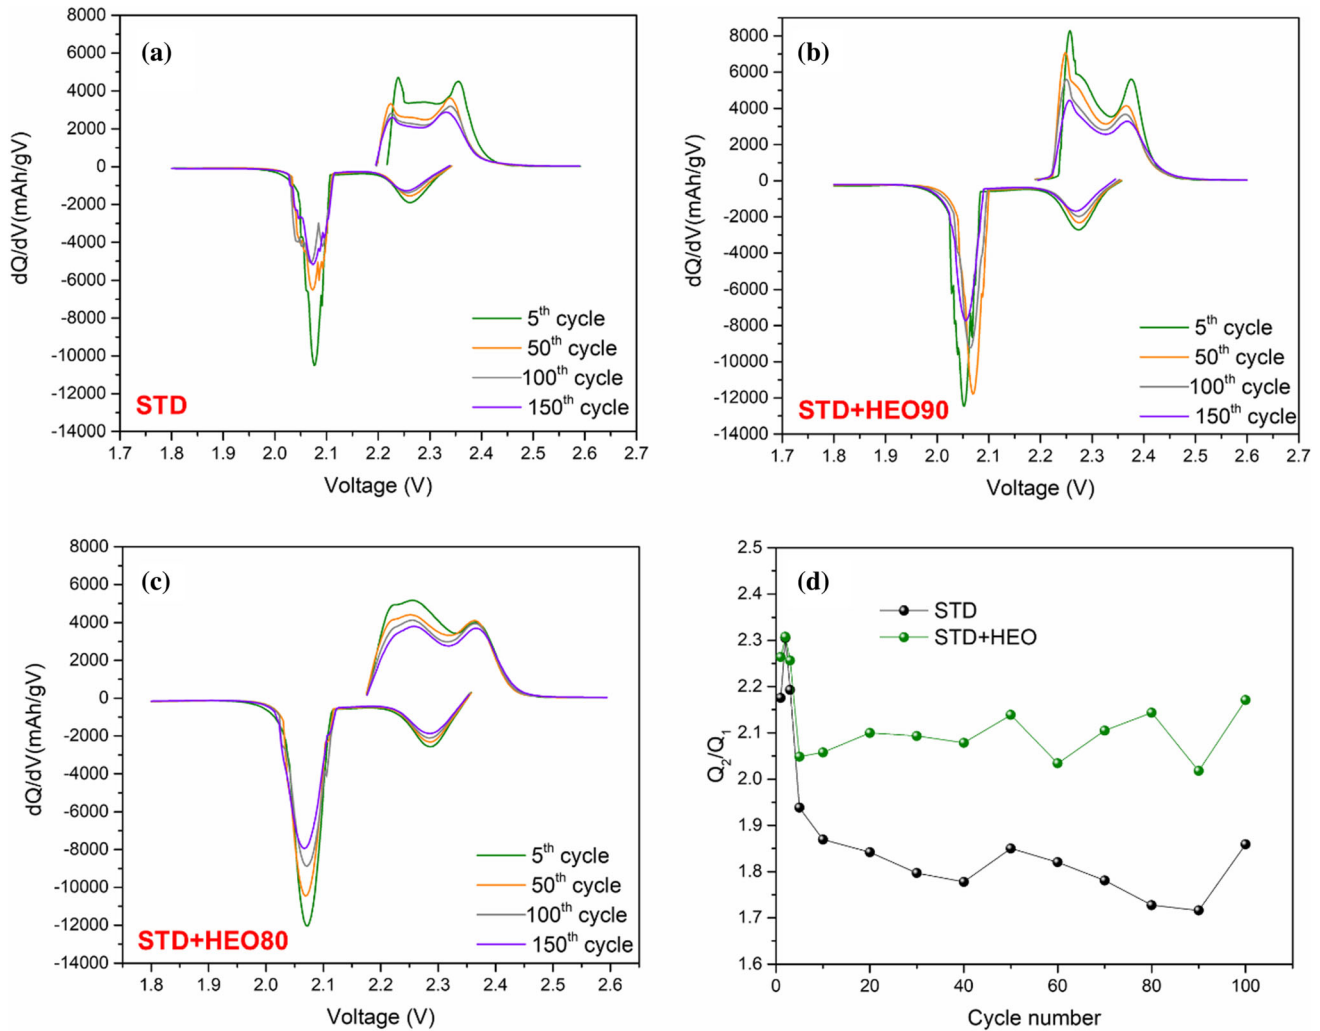 (a)
8000
6000
4000
2000
0
-2000
-4000
-6000
-8000
-10000
-12000
-14000
dQ/dV(mAh/gV)
5th cycle
50th cycle
100th cycle
150th cycle
STD
1.7 1.8 1.9 2.0 2.1 2.2 2.3 2.4 2.5 2.6 2.7
Voltage (V)
(b)
8000
6000
4000
2000
0
-2000
-4000
-6000
-8000
-10000
-12000
-14000
dQ/dV(mAh/gV)
5th cycle
50th cycle
100th cycle
150th cycle
STD+HEO90
1.7 1.8 1.9 2.0 2.1 2.2 2.3 2.4 2.5 2.6 2.7
Voltage (V)
(c)
8000
6000
4000
2000
0
-2000
-4000
-6000
-8000
-10000
-12000
-14000
dQ/dV(mAh/gV)
5th cycle
50th cycle
100th cycle
150th cycle
STD+HEO80
1.8 2.0 2.1 2.2 2.3 2.4 2.5 2.6
Voltage (V)
(d)
2.5
2.4
2.3
2.2
2.1
2.0
1.9
1.8
1.7
1.6
Q2/Q1
STD
STD+HEO
0 20 40 60 80 100
Cycle number